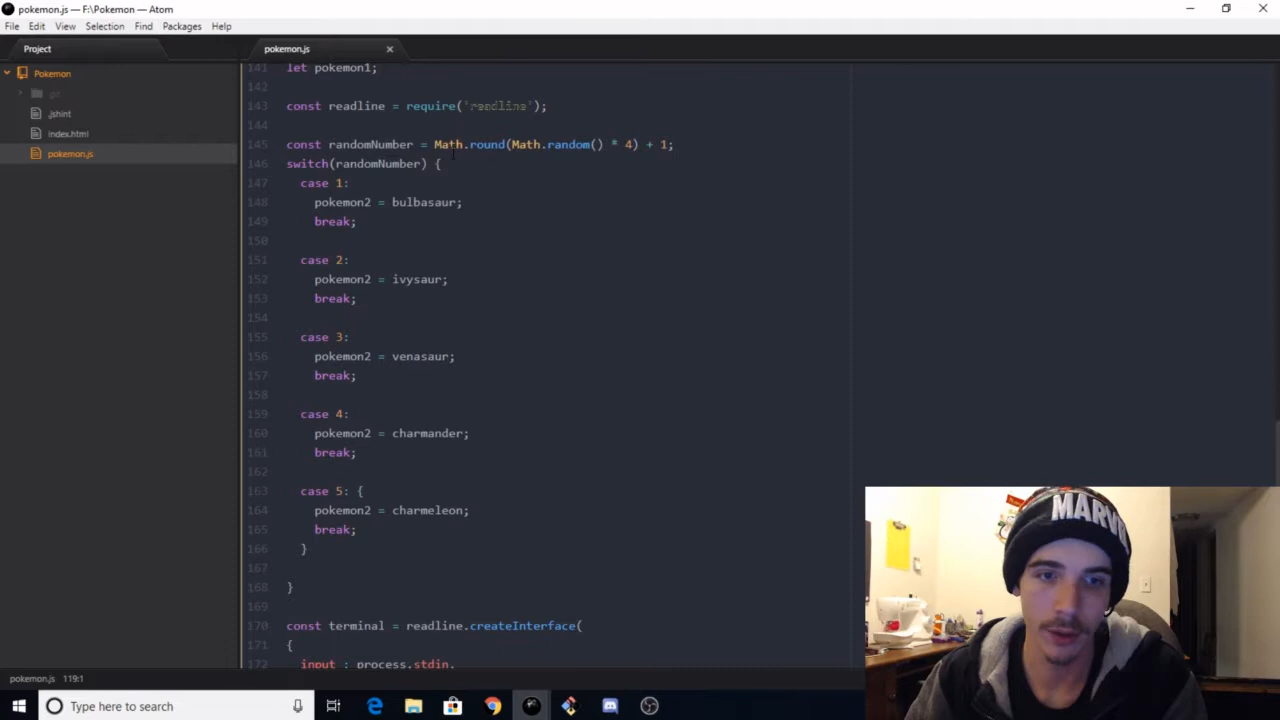 pokemon.js — F:\Pokemon — Atom
File Edit View Selection Find Packages Help
Project
pokemon.js
Pokemon
.git
.jshint
index.html
pokemon.js
141 let pokemon1;
142
143 const readline = require('readline');
144
145 const randomNumber = Math.round(Math.random() * 4) + 1;
146 switch(randomNumber) {
147 case 1:
148 pokemon2 = bulbasaur;
149 break;
150
151 case 2:
152 pokemon2 = ivysaur;
153 break;
154
155 case 3:
156 pokemon2 = venasaur;
157 break;
158
159 case 4:
160 pokemon2 = charmander;
161 break;
162
163 case 5: {
164 pokemon2 = charmeleon;
165 break;
166 }
167
168 }
169
170 const terminal = readline.createInterface(
171 {
172 input : process.stdin,
MARV
pokemon.js 119:1
Type here to search